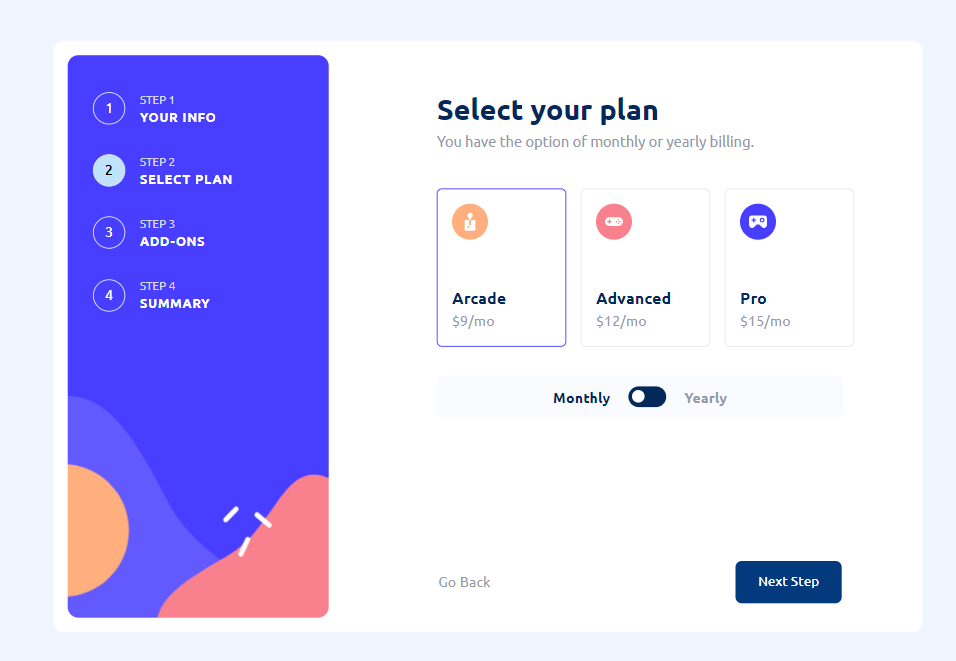 1
STEP 1
YOUR INFO
2
STEP 2
SELECT PLAN
3
STEP 3
ADD-ONS
4
STEP 4
SUMMARY
Select your plan
You have the option of monthly or yearly billing.
Arcade
$9/mo
Advanced
$12/mo
Pro
$15/mo
Monthly
Yearly
Go Back
Next Step